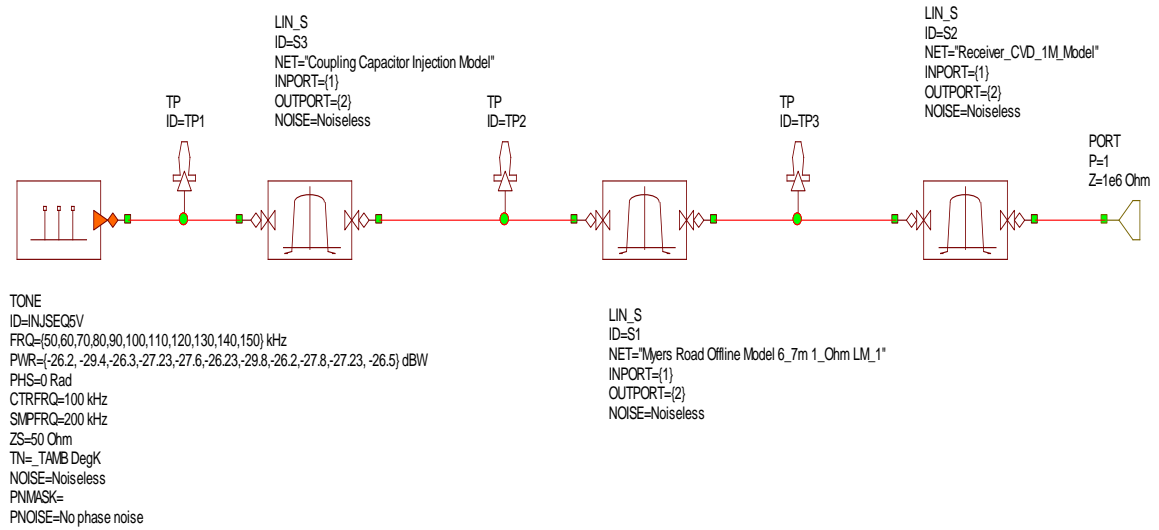 LIN_S
ID=S3
NET="Coupling Capacitor Injection Model"
INPORT={1}
OUTPORT={2}
NOISE=Noiseless
LIN_S
ID=S2
NET="Receiver_CVD_1M_Model"
INPORT={1}
OUTPORT={2}
NOISE=Noiseless
TP
ID=TP1
TP
ID=TP2
TP
ID=TP3
PORT
P=1
Z=1e6 Ohm
TONE
ID=INJSEQ5V
FRQ={50,60,70,80,90,100,110,120,130,140,150} kHz
PWR={-26.2, -29.4,-26.3,-27.23,-27.6,-26.23,-29.8,-26.2,-27.8,-27.23, -26.5} dBW
PHS=0 Rad
CTRFRQ=100 kHz
SMPFRQ=200 kHz
ZS=50 Ohm
TN=_TAMB DegK
NOISE=Noiseless
PNMASK=
PNOISE=No phase noise
LIN_S
ID=S1
NET="Myers Road Offline Model 6_7m 1_Ohm LM_1"
INPORT={1}
OUTPORT={2}
NOISE=Noiseless